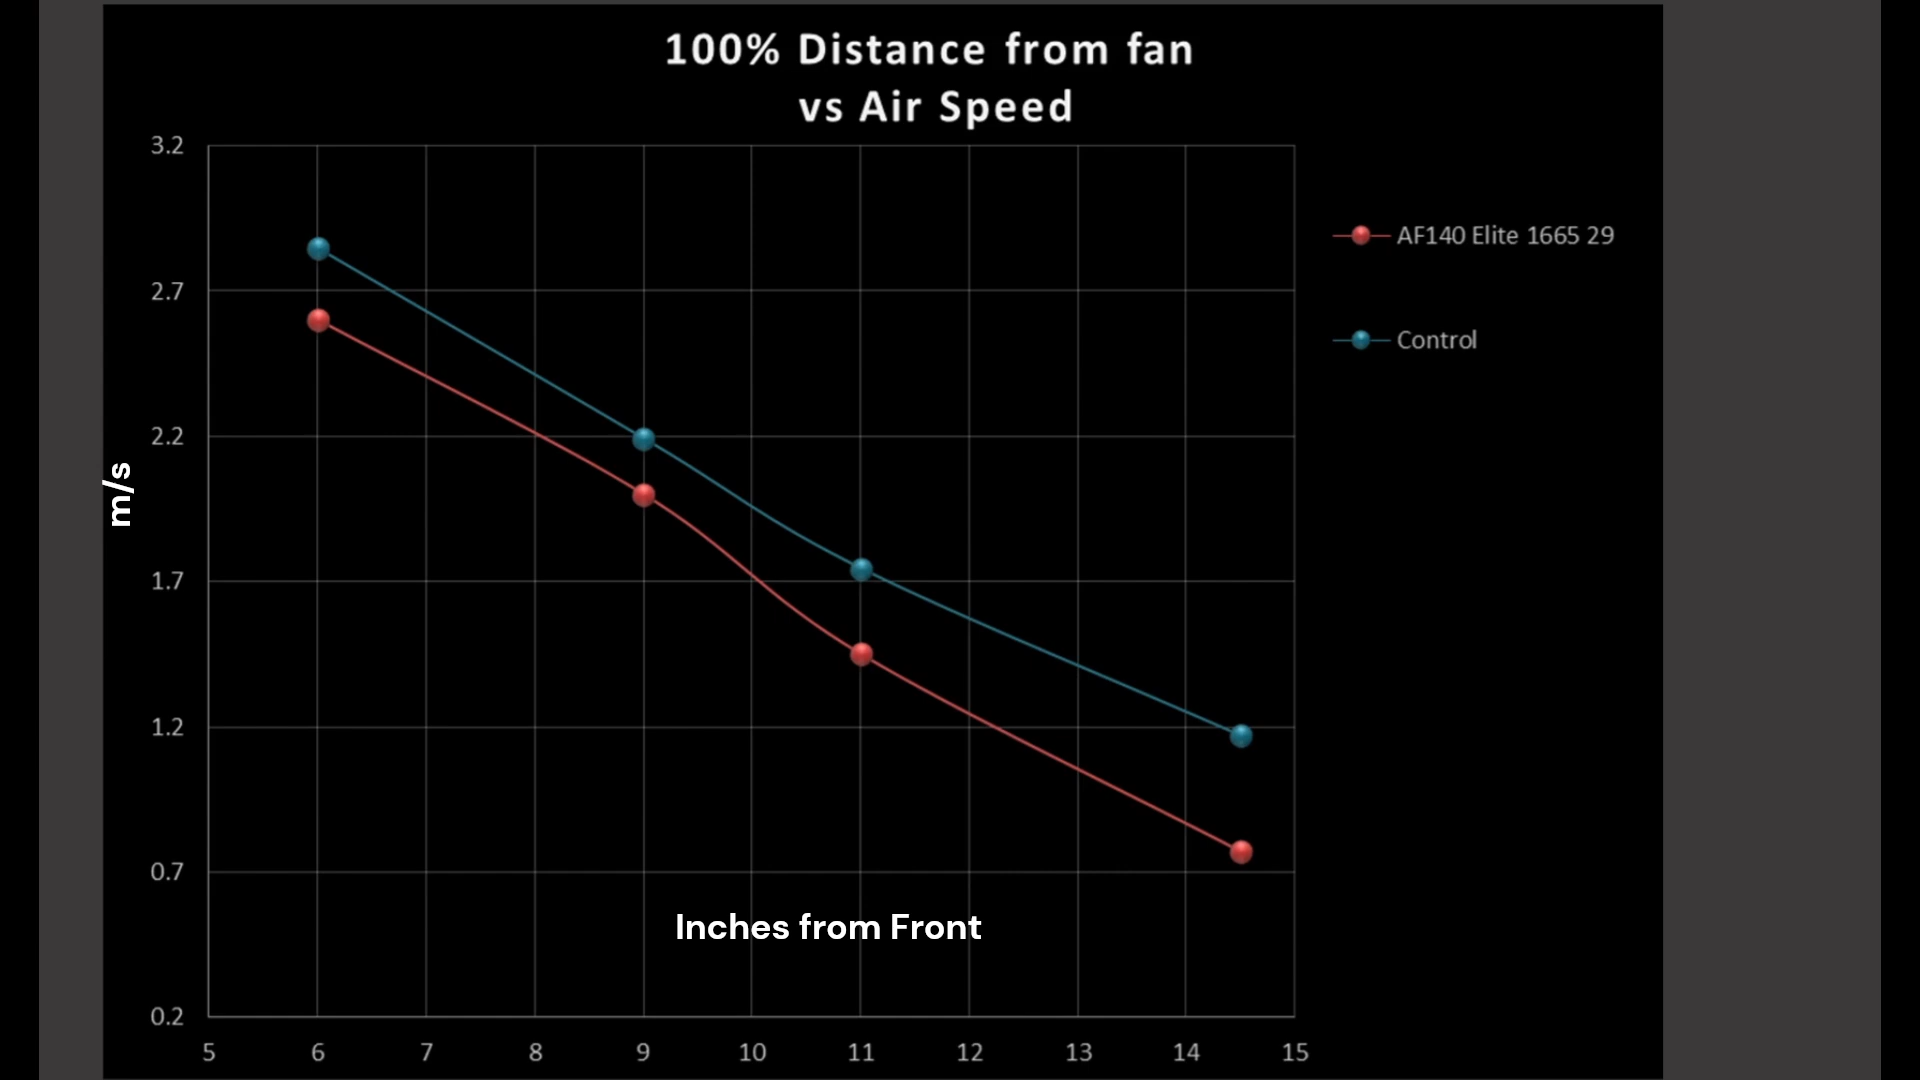 100% Distance from fan
vs Air Speed
3.2
2.7
2.2
1.7
1.2
0.7
0.2
m/s
AF140 Elite 1665 29
Control
Inches from Front
5 6 7 8 9 10 11 12 13 14 15